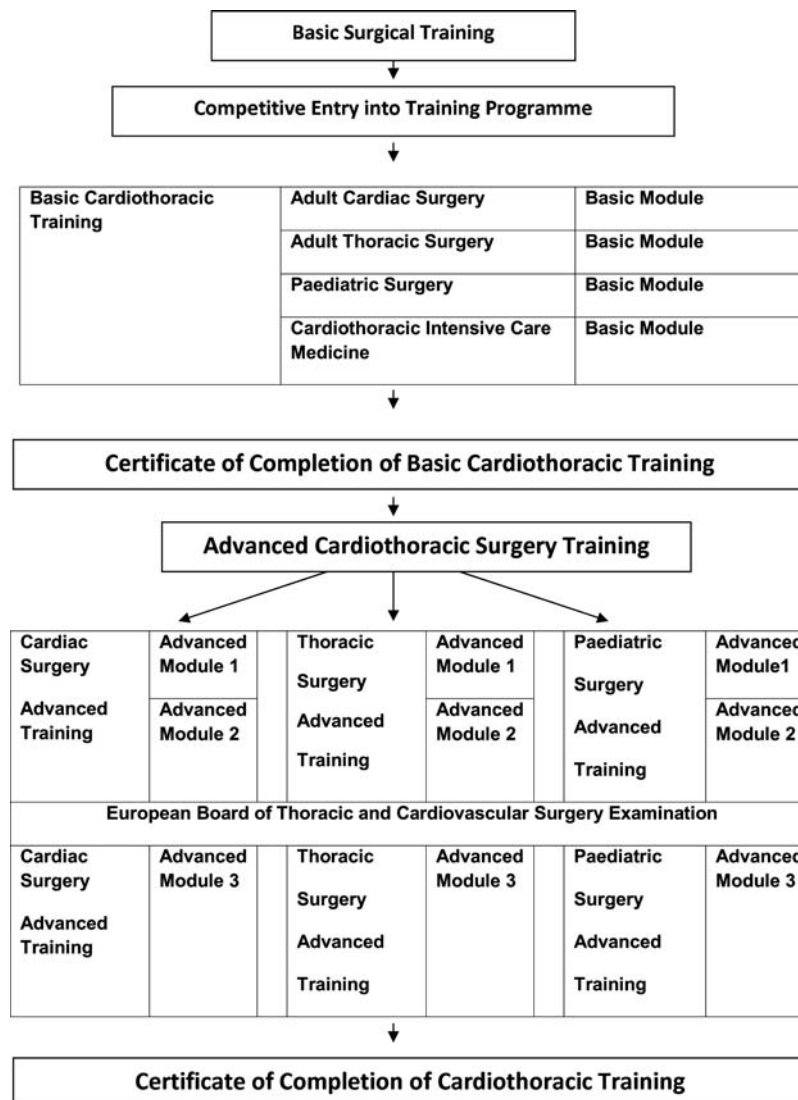 Basic Surgical Training
Competitive Entry into Training Programme
Basic Cardiothoracic
Training
Adult Cardiac Surgery
Basic Module
Adult Thoracic Surgery
Basic Module
Paediatric Surgery
Basic Module
Cardiothoracic Intensive Care
Medicine
Basic Module
Certificate of Completion of Basic Cardiothoracic Training
Advanced Cardiothoracic Surgery Training
Cardiac
Surgery
Advanced
Training
Advanced
Module 1
Advanced
Module 2
Thoracic
Surgery
Advanced
Training
Advanced
Module 1
Advanced
Module 2
Paediatric
Surgery
Advanced
Training
Advanced
Module1
Advanced
Module 2
European Board of Thoracic and Cardiovascular Surgery Examination
Cardiac
Surgery
Advanced
Training
Advanced
Module 3
Thoracic
Surgery
Advanced
Training
Advanced
Module 3
Paediatric
Surgery
Advanced
Training
Advanced
Module 3
Certificate of Completion of Cardiothoracic Training